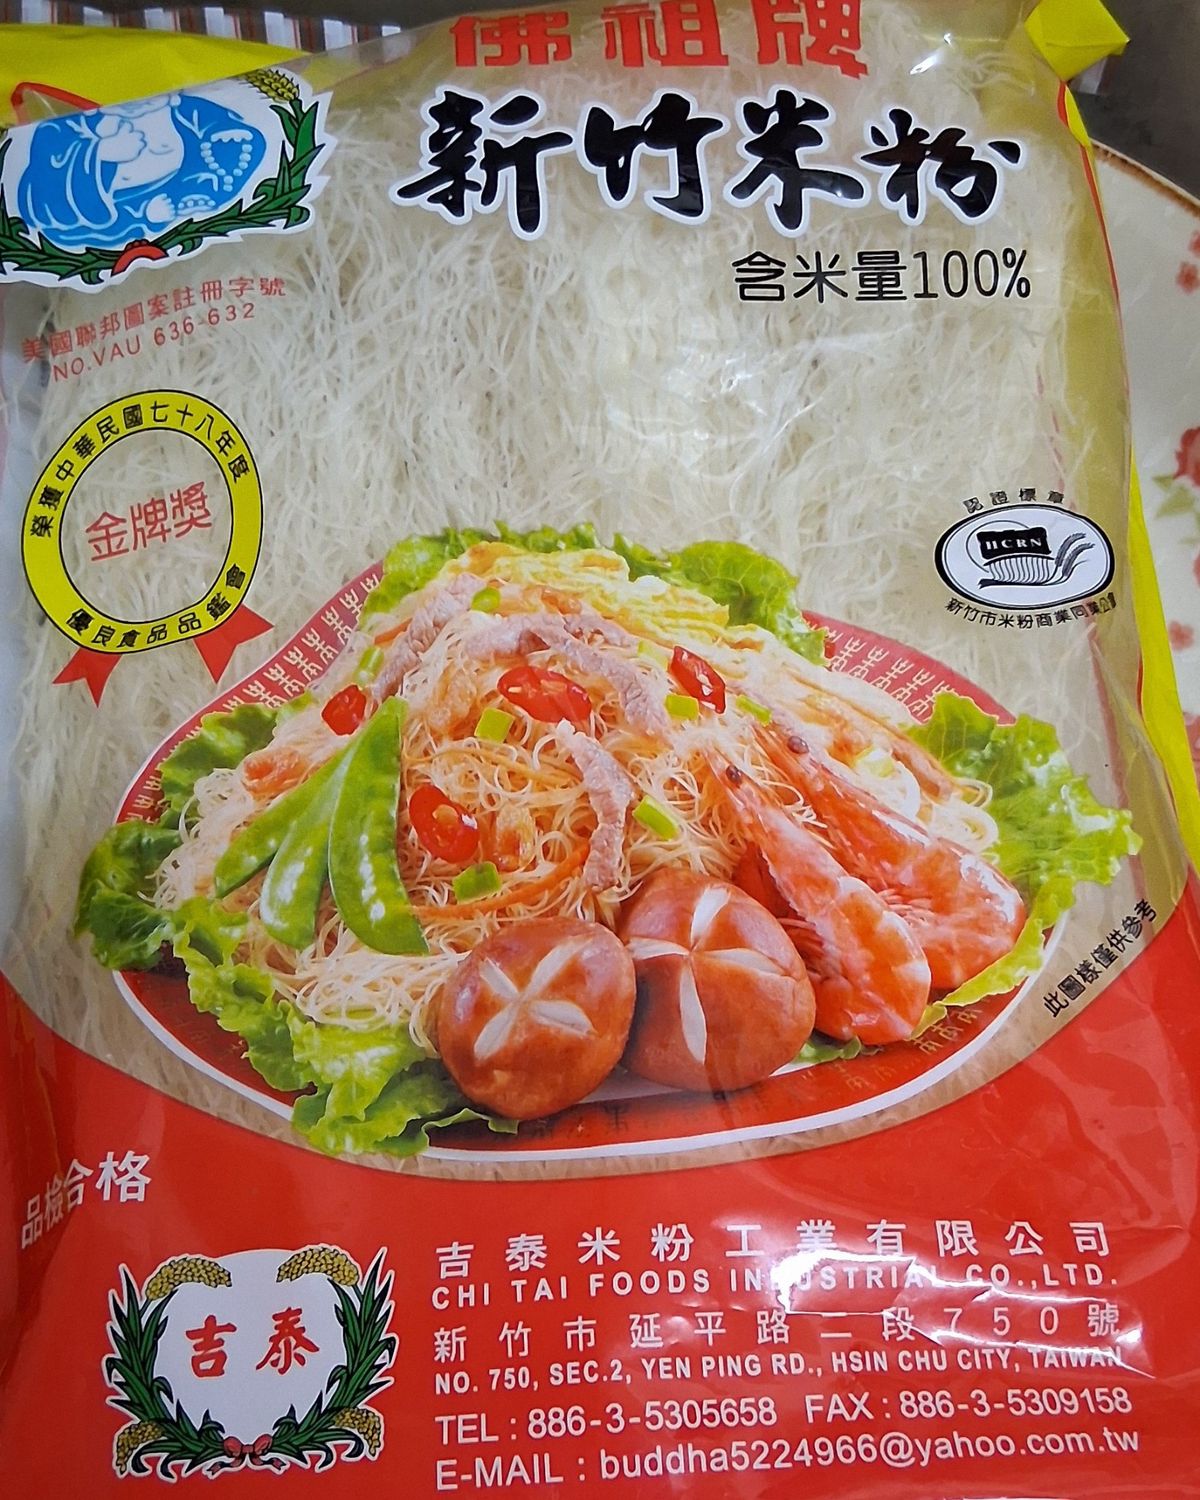 佛祖牌
新竹米粉
含米量100%
美國聯邦圖案註冊字號
NO.VAU 636-632
榮獲中華民國七十八年度
金牌獎
優良食品品鑑會
認證標章
HCRN
新竹市米粉商業同業公會
此圖樣僅供參考
品檢合格
吉泰
吉泰米粉工業有限公司
CHI TAI FOODS INDUSTRIAL CO.,LTD.
新竹市延平路二段750號
NO. 750, SEC.2, YEN PING RD., HSIN CHU CITY, TAIWAN
TEL : 886-3-5305658 FAX : 886-3-5309158
E-MAIL : buddha5224966@yahoo.com.tw